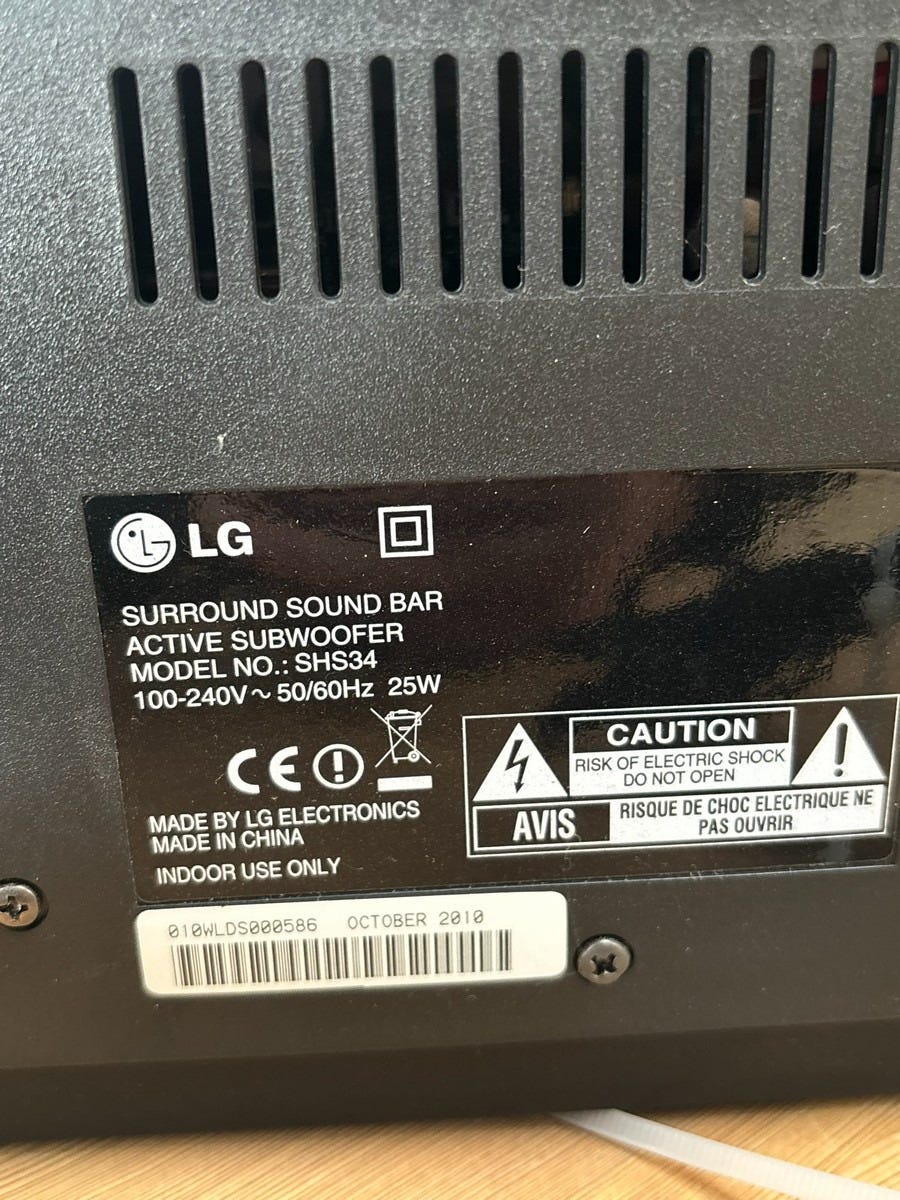 LG
SURROUND SOUND BAR
ACTIVE SUBWOOFER
MODEL NO.: SHS34
100-240V~ 50/60Hz 25W
CE
MADE BY LG ELECTRONICS
MADE IN CHINA
INDOOR USE ONLY
CAUTION
RISK OF ELECTRIC SHOCK
DO NOT OPEN
AVIS
RISQUE DE CHOC ELECTRIQUE NE
PAS OUVRIR
010WLDS000586 OCTOBER 2010